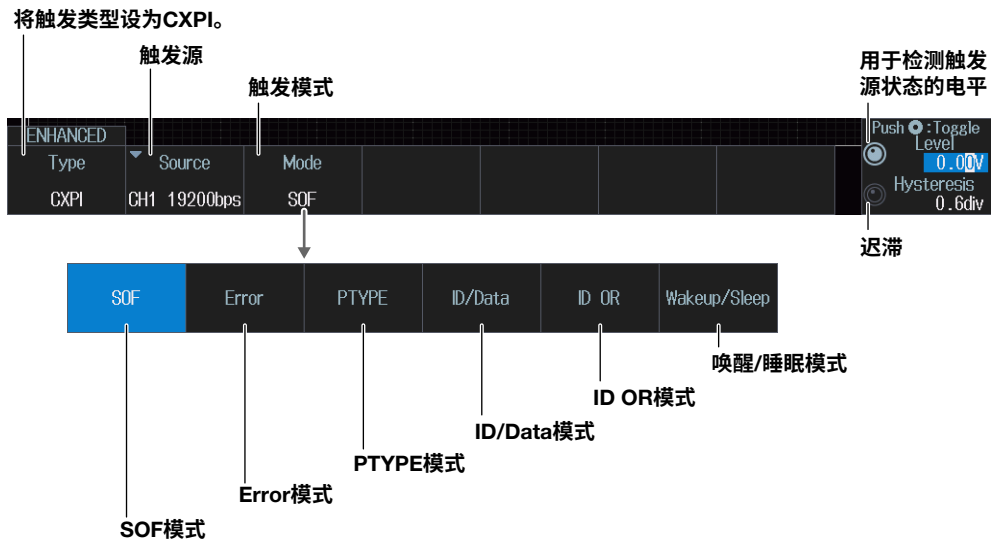 将触发类型设为CXPI。
触发源
触发模式
用于检测触发
源状态的电平
ENHANCED
Type
CXPI
Source
CH1 19200bps
Mode
SOF
Push :Toggle
Level
0.00V
Hysteresis
0.6div
迟滞
SOF
Error
PTYPE
ID/Data
ID OR
Wakeup/Sleep
唤醒/睡眠模式
ID OR模式
ID/Data模式
PTYPE模式
Error模式
SOF模式